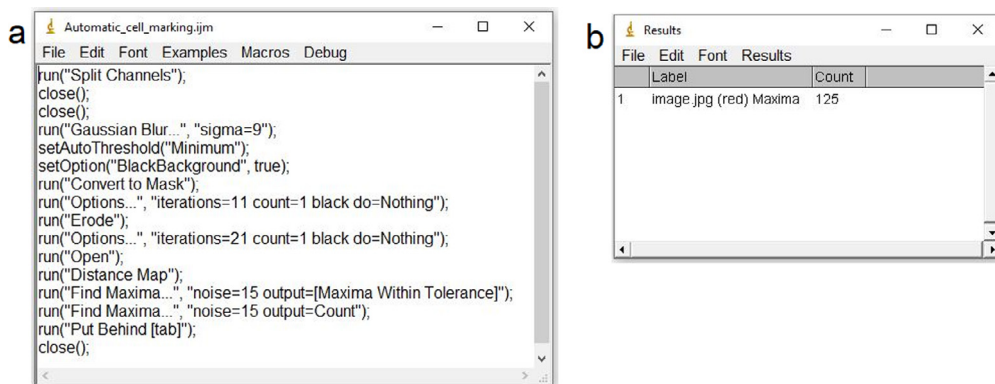 a
Automatic_cell_marking.ijm
File Edit Font Examples Macros Debug
run("Split Channels");
close();
close();
run("Gaussian Blur...", "sigma=9");
setAutoThreshold("Minimum");
setOption("BlackBackground", true);
run("Convert to Mask");
run("Options...", "iterations=11 count=1 black do=Nothing");
run("Erode");
run("Options...", "iterations=21 count=1 black do=Nothing");
run("Open");
run("Distance Map");
run("Find Maxima...", "noise=15 output=[Maxima Within Tolerance]");
run("Find Maxima...", "noise=15 output=Count");
run("Put Behind [tab]");
close();
b
Results
File Edit Font Results
Label Count
1 image.jpg (red) Maxima 125